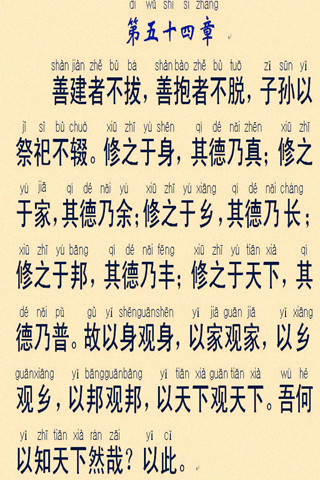 dì wǔ shí sì zhāng
第五十四章
shàn jiàn zhě bù bá shàn bào zhě bù tuō zǐ sūn yǐ
善建者不拔，善抱者不脱，子孙以
jì sì bù chuò xiū zhī yú shēn qí dé nǎi zhēn xiū zhī
祭祀不辍。修之于身，其德乃真；修之
yú jiā qí dé nǎi yú xiū zhī yú xiāng qí dé nǎi cháng
于家，其德乃余；修之于乡，其德乃长；
xiū zhī yú bāng qí dé nǎi fēng xiū zhī yú tiān xià qí
修之于邦，其德乃丰；修之于天下，其
dé nǎi pǔ gù yǐ shēn guān shēn yǐ jiā guān jiā yǐ xiāng
德乃普。故以身观身，以家观家，以乡
guān xiāng yǐ bāng guān bāng yǐ tiān xià guān tiān xià wú hé
观乡，以邦观邦，以天下观天下。吾何
yǐ zhī tiān xià rán zāi yǐ cǐ
以知天下然哉？以此。